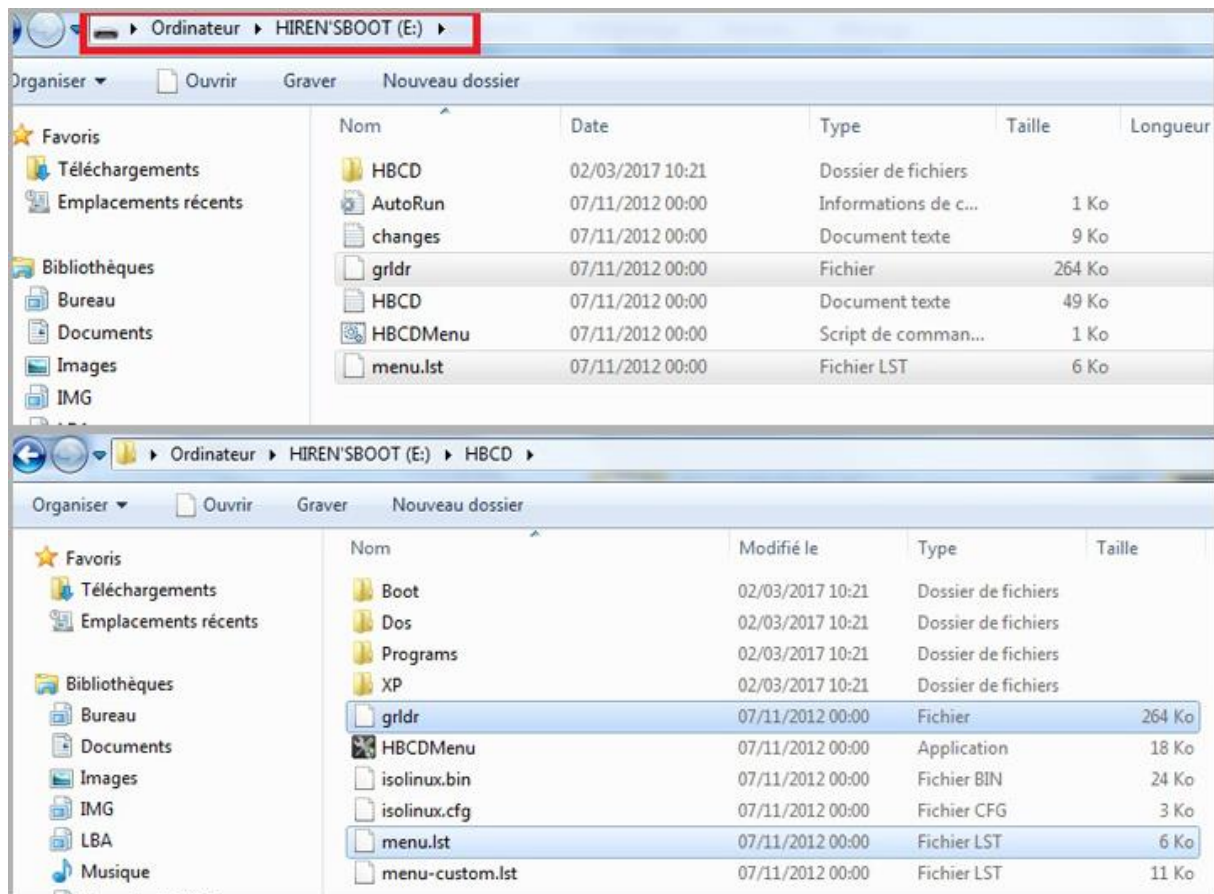 Ordinateur HIREN'SBOOT (E:)
Organiser Ouvrir Graver Nouveau dossier
Nom Date Type Taille Longueur
Favoris
Téléchargements
Emplacements récents
Bibliothèques
Bureau
Documents
Images
IMG
HBCD 02/03/2017 10:21 Dossier de fichiers
AutoRun 07/11/2012 00:00 Informations de c... 1 Ko
changes 07/11/2012 00:00 Document texte 9 Ko
grldr 07/11/2012 00:00 Fichier 264 Ko
HBCD 07/11/2012 00:00 Document texte 49 Ko
HBCDMenu 07/11/2012 00:00 Script de comman... 1 Ko
menu.lst 07/11/2012 00:00 Fichier LST 6 Ko
Ordinateur HIREN'SBOOT (E:) HBCD
Organiser Ouvrir Graver Nouveau dossier
Nom Modifié le Type Taille
Favoris
Téléchargements
Emplacements récents
Bibliothèques
Bureau
Documents
Images
IMG
LBA
Musique
Boot 02/03/2017 10:21 Dossier de fichiers
Dos 02/03/2017 10:21 Dossier de fichiers
Programs 02/03/2017 10:21 Dossier de fichiers
XP 02/03/2017 10:21 Dossier de fichiers
grldr 07/11/2012 00:00 Fichier 264 Ko
HBCDMenu 07/11/2012 00:00 Application 18 Ko
isolinux.bin 07/11/2012 00:00 Fichier BIN 24 Ko
isolinux.cfg 07/11/2012 00:00 Fichier CFG 3 Ko
menu.lst 07/11/2012 00:00 Fichier LST 6 Ko
menu-custom.lst 07/11/2012 00:00 Fichier LST 11 Ko